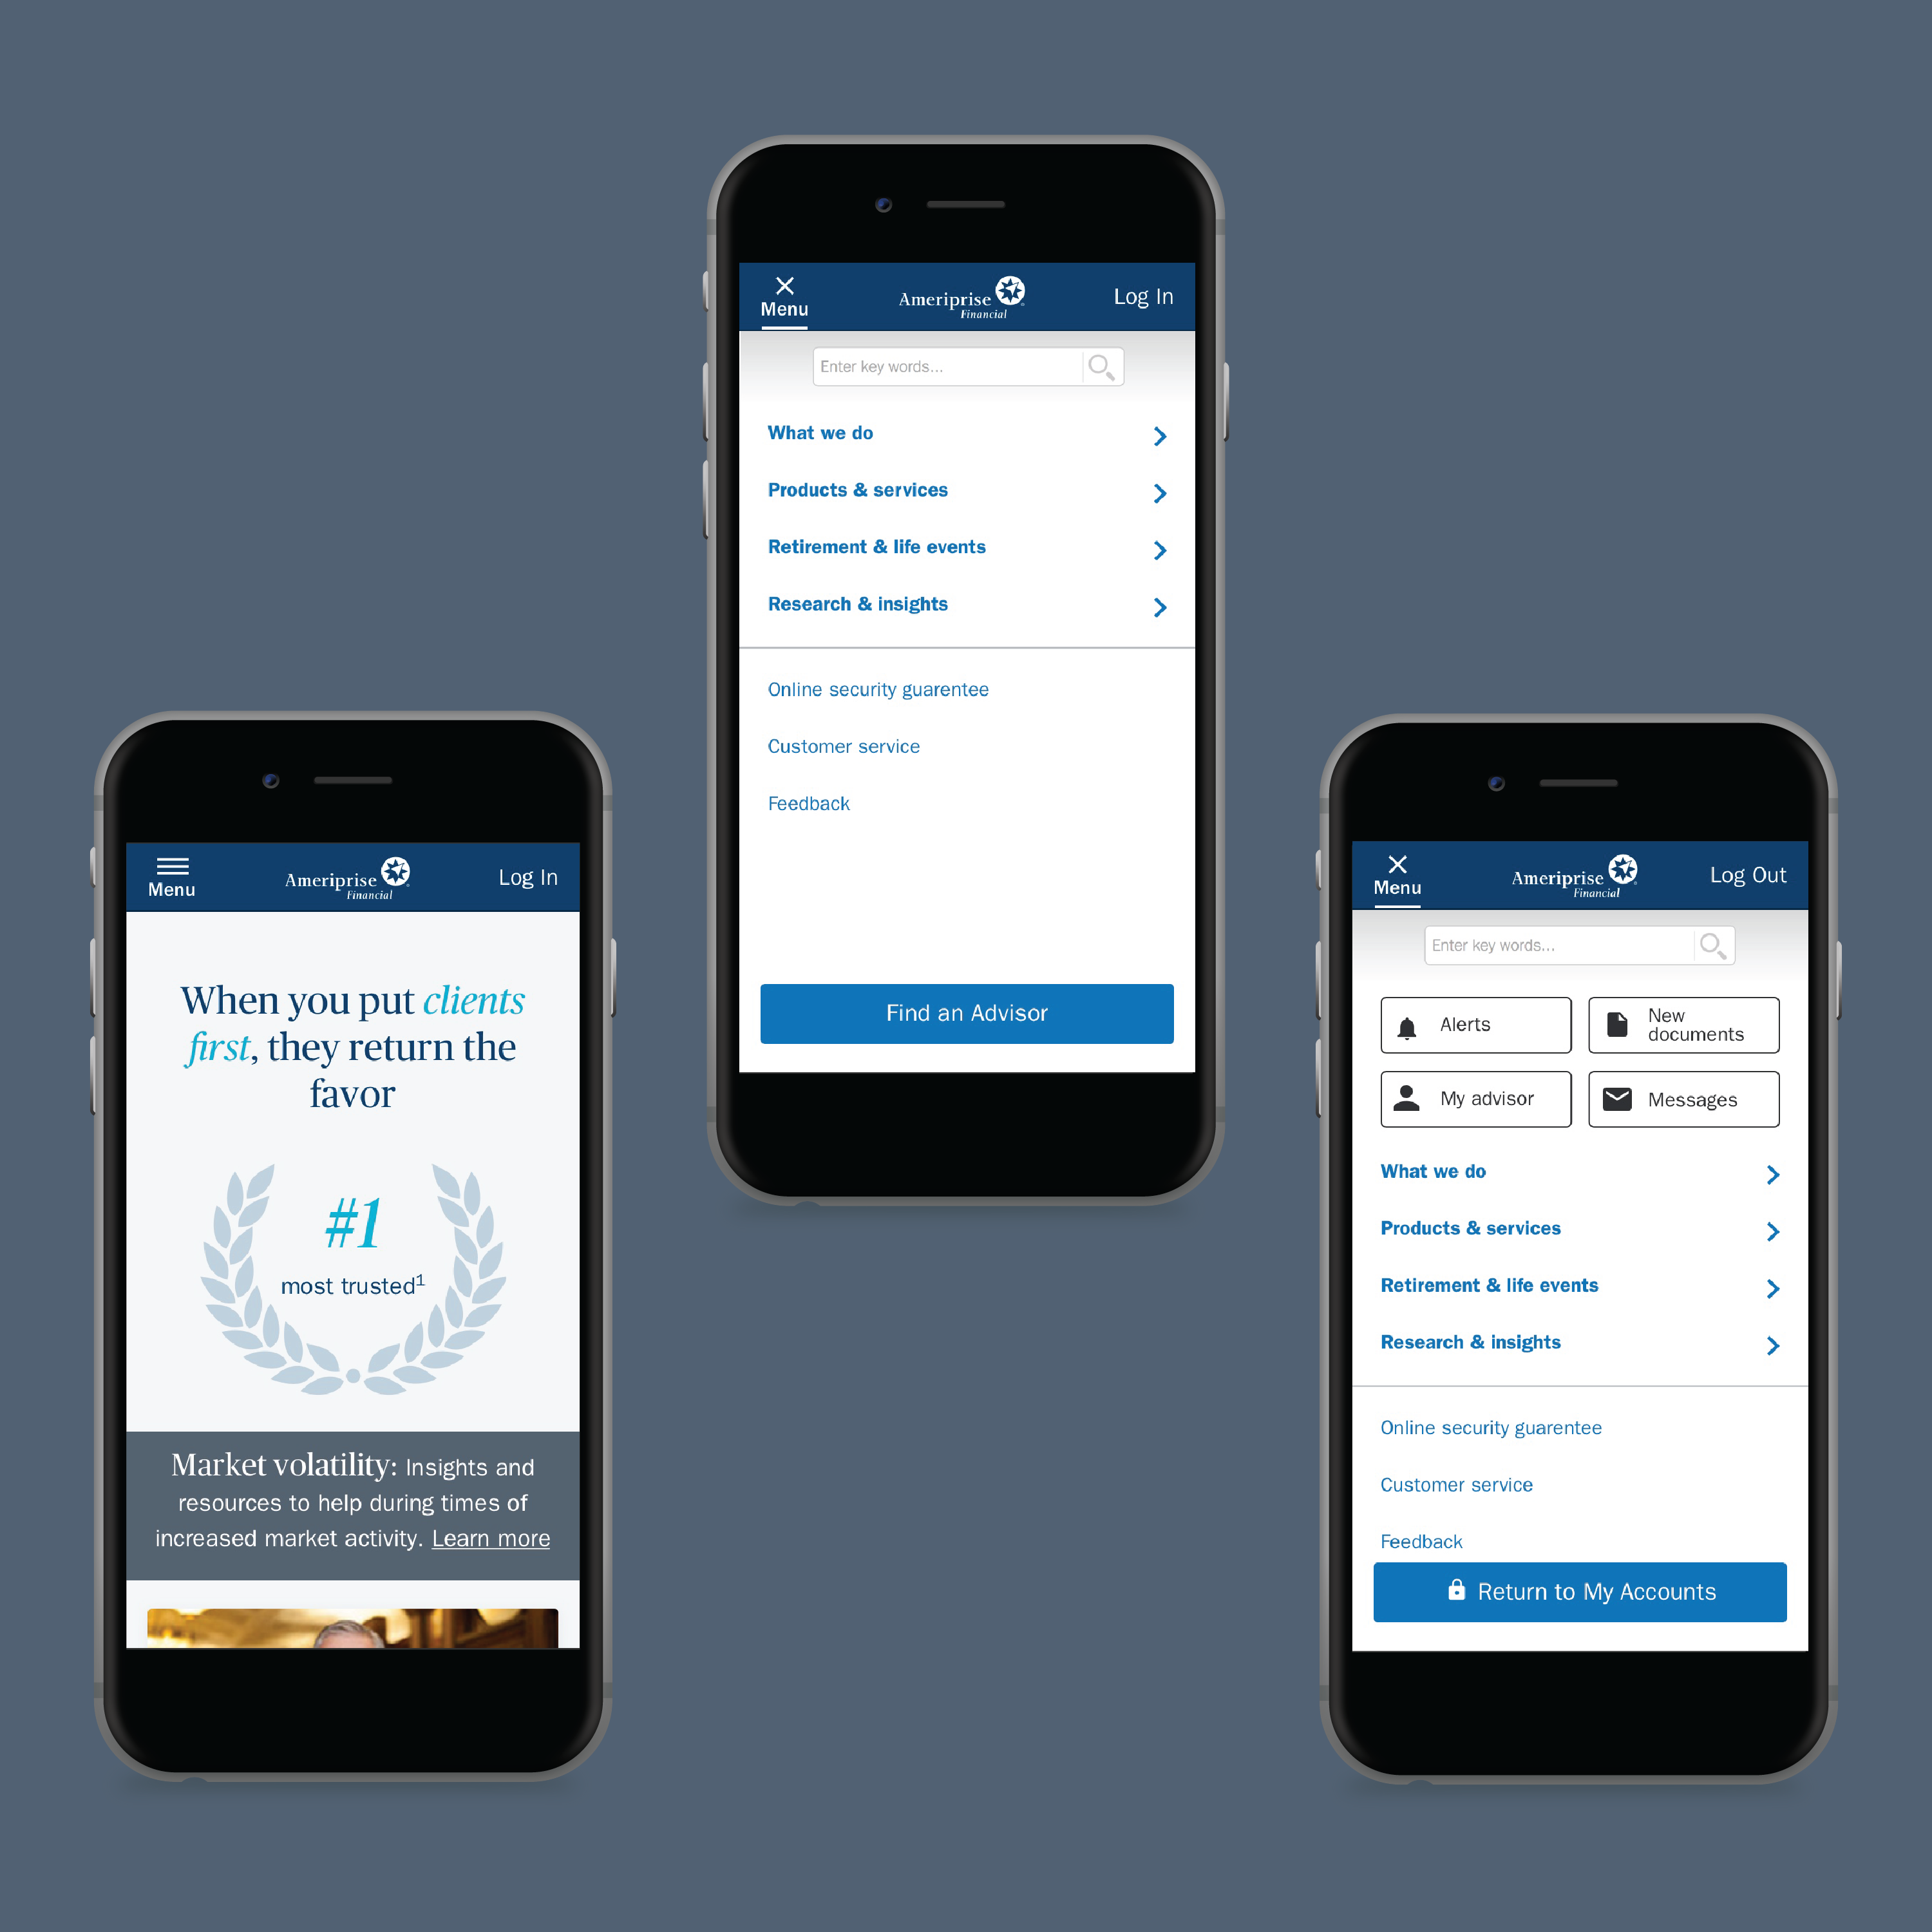 Menu
Ameriprise
Financial
Log In
When you put clients
first, they return the
favor
#1
most trusted1
Market volatility: Insights and
resources to help during times of
increased market activity. Learn more
Menu
Ameriprise
Financial
Log In
Enter key words...
What we do
Products & services
Retirement & life events
Research & insights
Online security guarentee
Customer service
Feedback
Find an Advisor
Menu
Ameriprise
Financial
Log Out
Enter key words...
Alerts
New
documents
My advisor
Messages
What we do
Products & services
Retirement & life events
Research & insights
Online security guarentee
Customer service
Feedback
Return to My Accounts